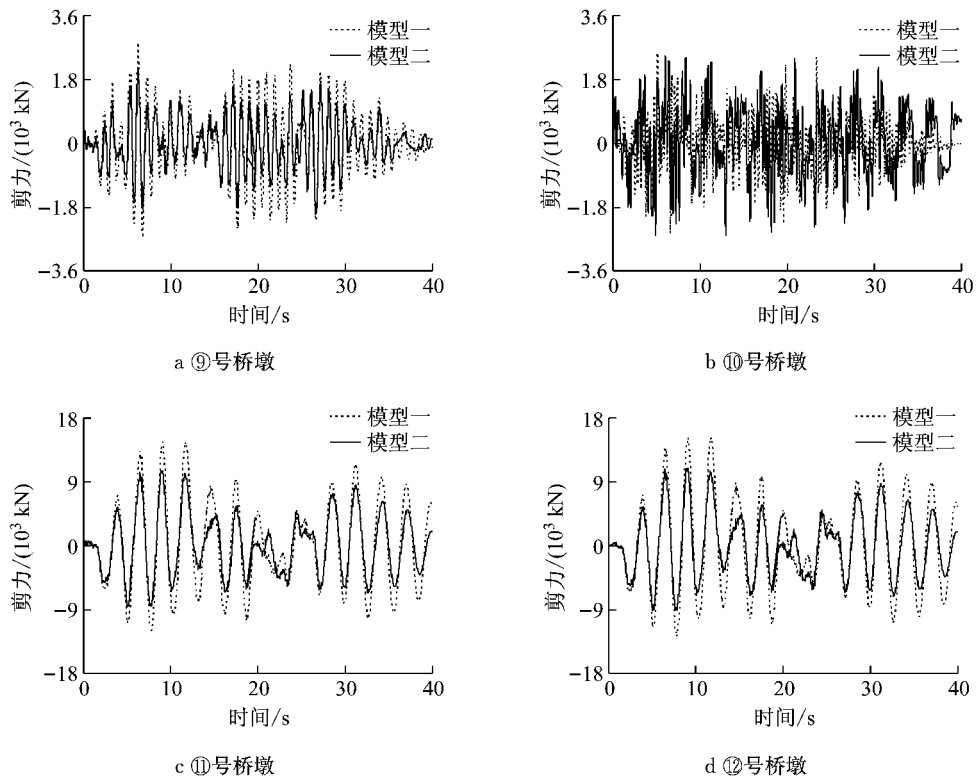 3.6
1.8
0
−1.8
−3.6
剪力/(10³ kN)
模型一
模型二
0 10 20 30 40
时间/s
a ⑨号桥墩
3.6
1.8
0
−1.8
−3.6
剪力/(10³ kN)
模型一
模型二
0 10 20 30 40
时间/s
b ⑩号桥墩
18
9
0
−9
−18
剪力/(10³ kN)
模型一
模型二
0 10 20 30 40
时间/s
c ⑪号桥墩
18
9
0
−9
−18
剪力/(10³ kN)
模型一
模型二
0 10 20 30 40
时间/s
d ⑫号桥墩